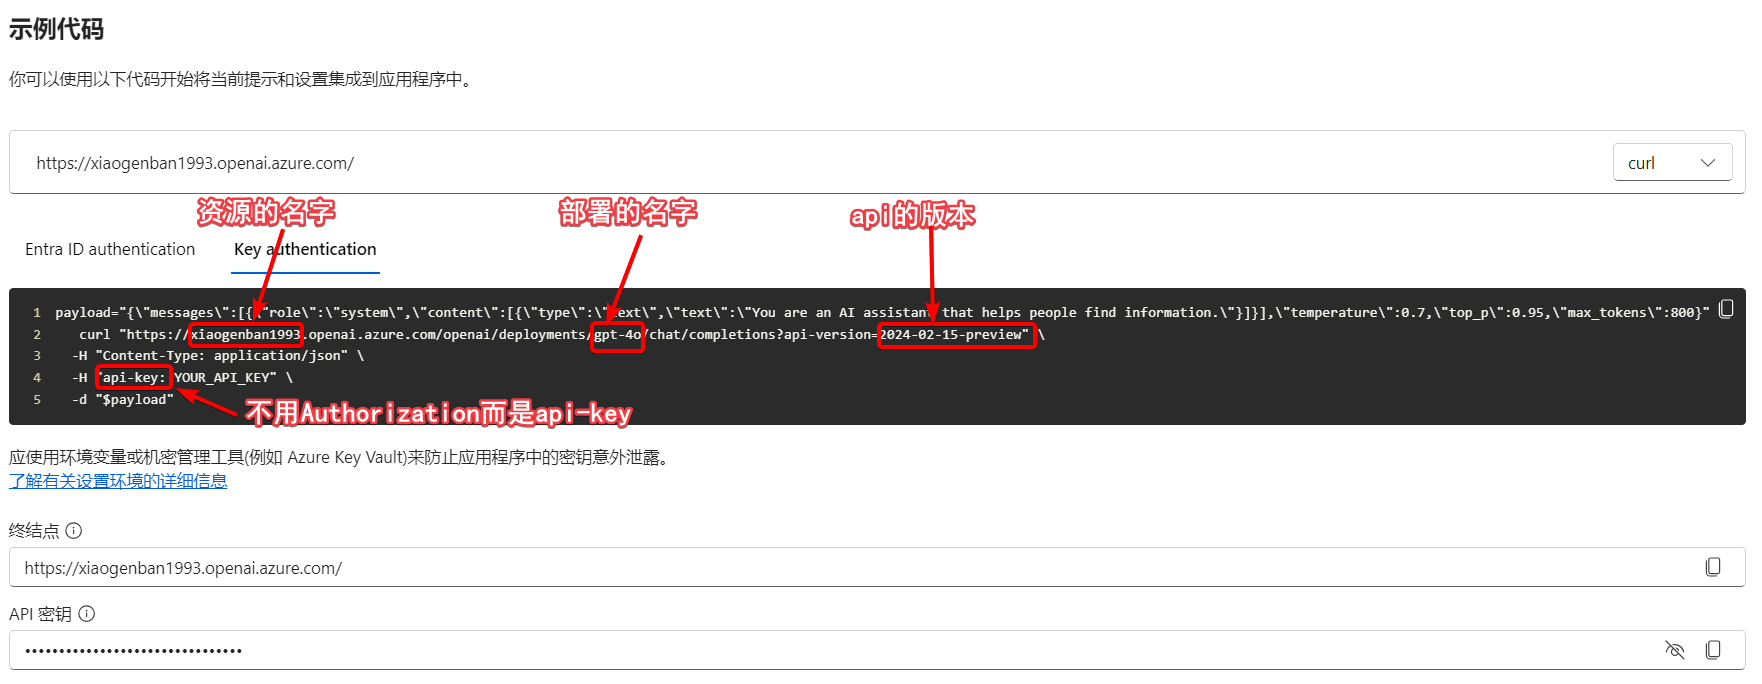 示例代码
你可以使用以下代码开始将当前提示和设置集成到应用程序中。
https://xiaogenban1993.openai.azure.com/
curl
资源的名字
部署的名字
api的版本
Entra ID authentication
Key authentication
1 payload="{\"messages\":[{\"role\":\"system\",\"content\":[{\"type\":\"text\",\"text\":\"You are an AI assistant that helps people find information.\"}]}],\"temperature\":0.7,\"top_p\":0.95,\"max_tokens\":800}"
2 curl "https://xiaogenban1993.openai.azure.com/openai/deployments/gpt-4o/chat/completions?api-version=2024-02-15-preview" \
3 -H "Content-Type: application/json" \
4 -H "api-key: YOUR_API_KEY" \
5 -d "$payload"
不用Authorization而是api-key
应使用环境变量或机密管理工具(例如 Azure Key Vault)来防止应用程序中的密钥意外泄露。
了解有关设置环境的详细信息
终结点
https://xiaogenban1993.openai.azure.com/
API 密钥